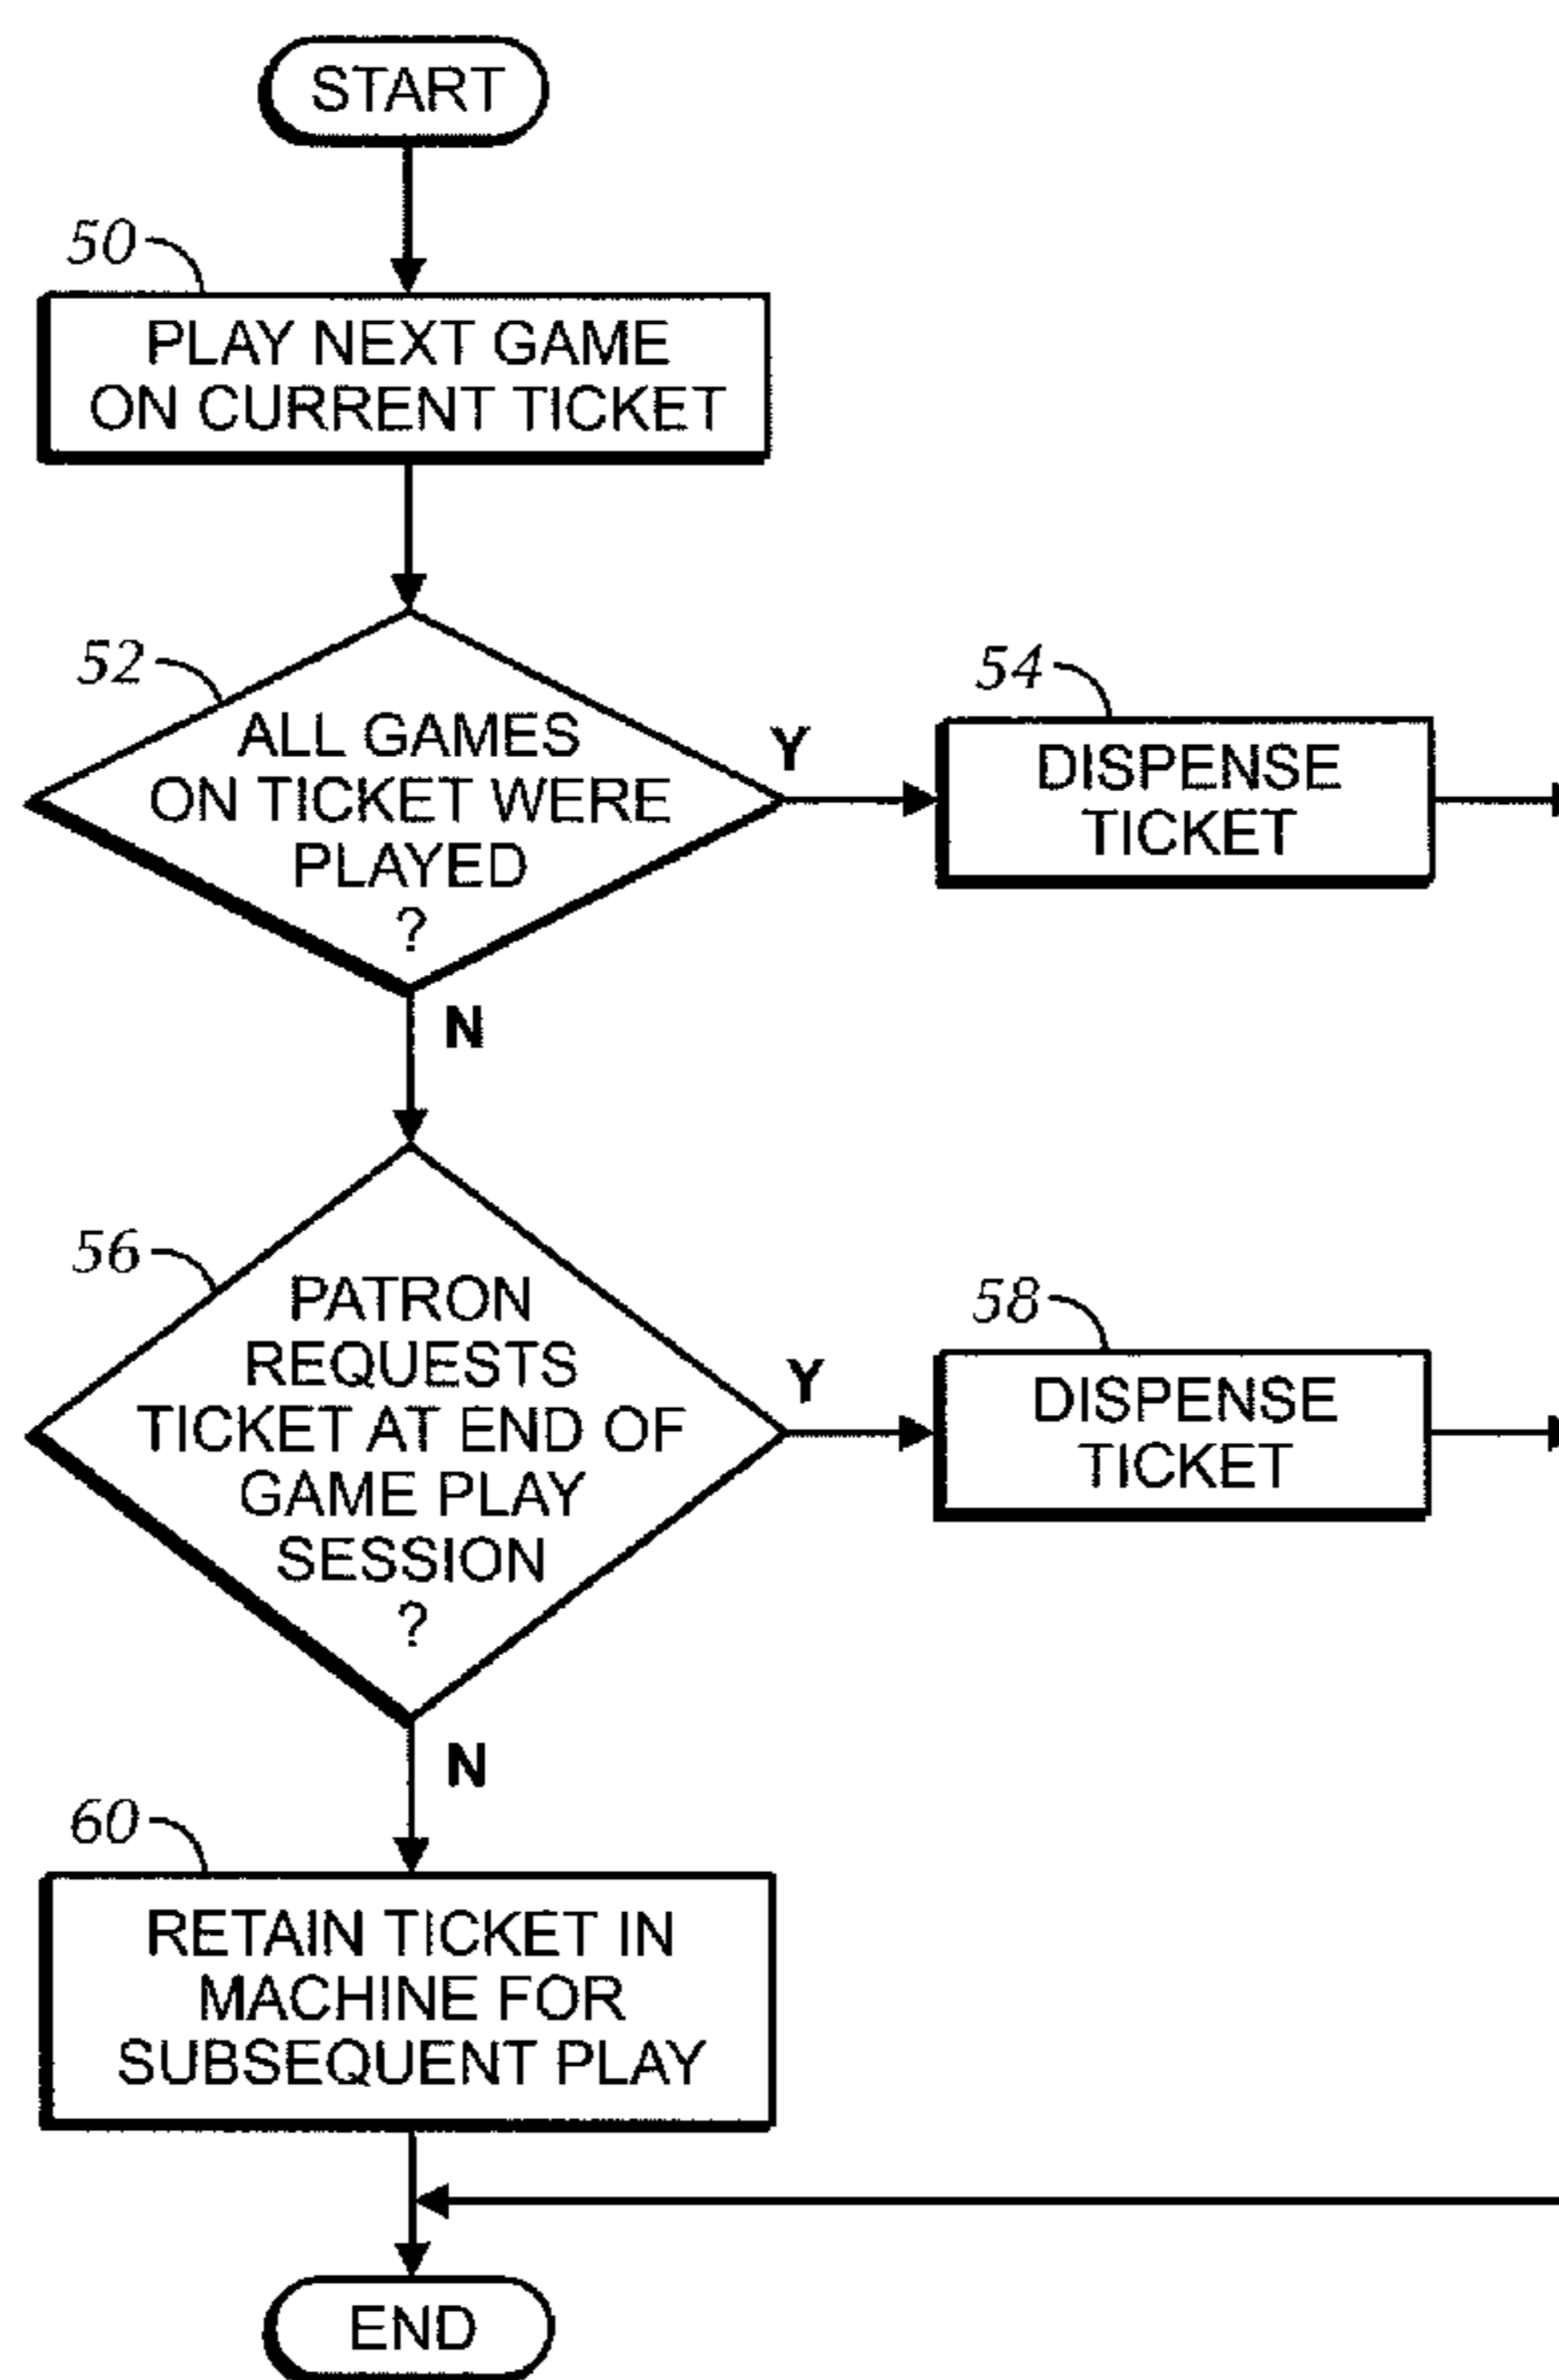 START
50
PLAY NEXT GAME
ON CURRENT TICKET
52
ALL GAMES
ON TICKET WERE
PLAYED
?
Y
54
DISPENSE
TICKET
N
56
PATRON
REQUESTS
TICKET AT END OF
GAME PLAY
SESSION
?
Y
58
DISPENSE
TICKET
N
60
RETAIN TICKET IN
MACHINE FOR
SUBSEQUENT PLAY
END